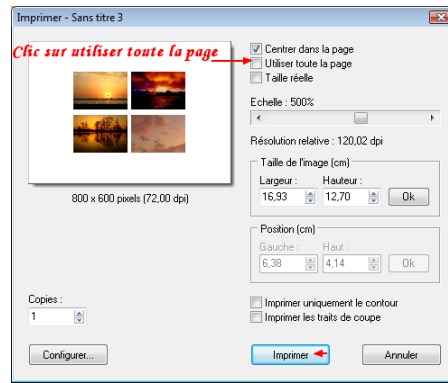 Imprimer - Sans titre 3
Clic sur utiliser toute la page
Centrer dans la page
Utiliser toute la page
Taille réelle
Echelle : 500%
Résolution relative : 120,02 dpi
Taille de l'image (cm)
Largeur : Hauteur :
16,93 12,70 Ok
800 x 600 pixels (72,00 dpi)
Position (cm)
Gauche : Haut :
6,38 4,14 Ok
Copies :
1
Imprimer uniquement le contour
Imprimer les traits de coupe
Configurer... Imprimer Annuler